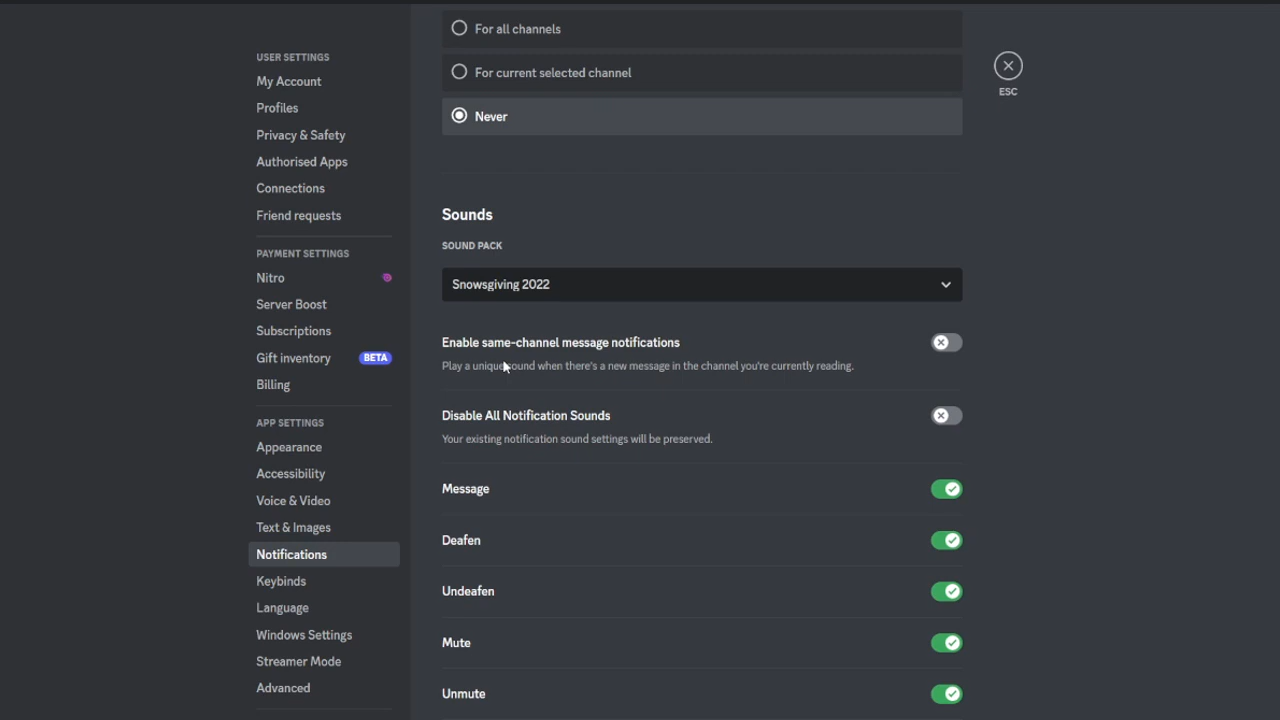 USER SETTINGS
My Account
Profiles
Privacy & Safety
Authorised Apps
Connections
Friend requests
PAYMENT SETTINGS
Nitro
Server Boost
Subscriptions
Gift inventory BETA
Billing
APP SETTINGS
Appearance
Accessibility
Voice & Video
Text & Images
Notifications
Keybinds
Language
Windows Settings
Streamer Mode
Advanced
For all channels
For current selected channel
Never
Sounds
SOUND PACK
Snowsgiving 2022
Enable same-channel message notifications
Play a unique sound when there's a new message in the channel you're currently reading.
Disable All Notification Sounds
Your existing notification sound settings will be preserved.
Message
Deafen
Undeafen
Mute
Unmute
ESC